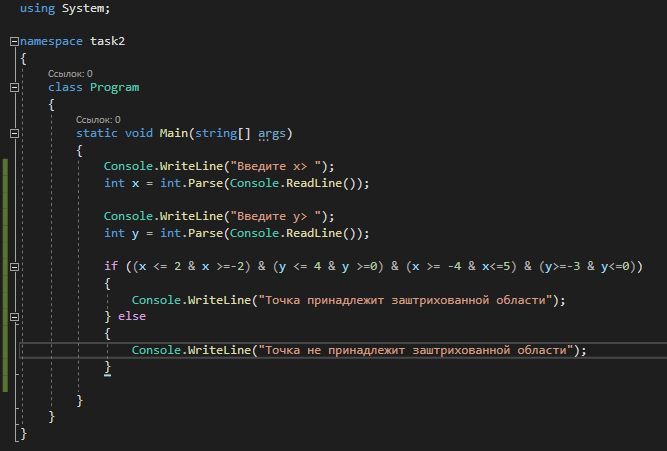 using System;
namespace task2
{
Ссылок: 0
class Program
{
Ссылок: 0
static void Main(string[] args)
{
Console.WriteLine("Введите x> ");
int x = int.Parse(Console.ReadLine());
Console.WriteLine("Введите y> ");
int y = int.Parse(Console.ReadLine());
if ((x <= 2 & x >=-2) & (y <= 4 & y >=0) & (x >= -4 & x<=5) & (y>=-3 & y<=0))
{
Console.WriteLine("Точка принадлежит заштрихованной области");
} else
{
Console.WriteLine("Точка не принадлежит заштрихованной области");
}
}
}
}